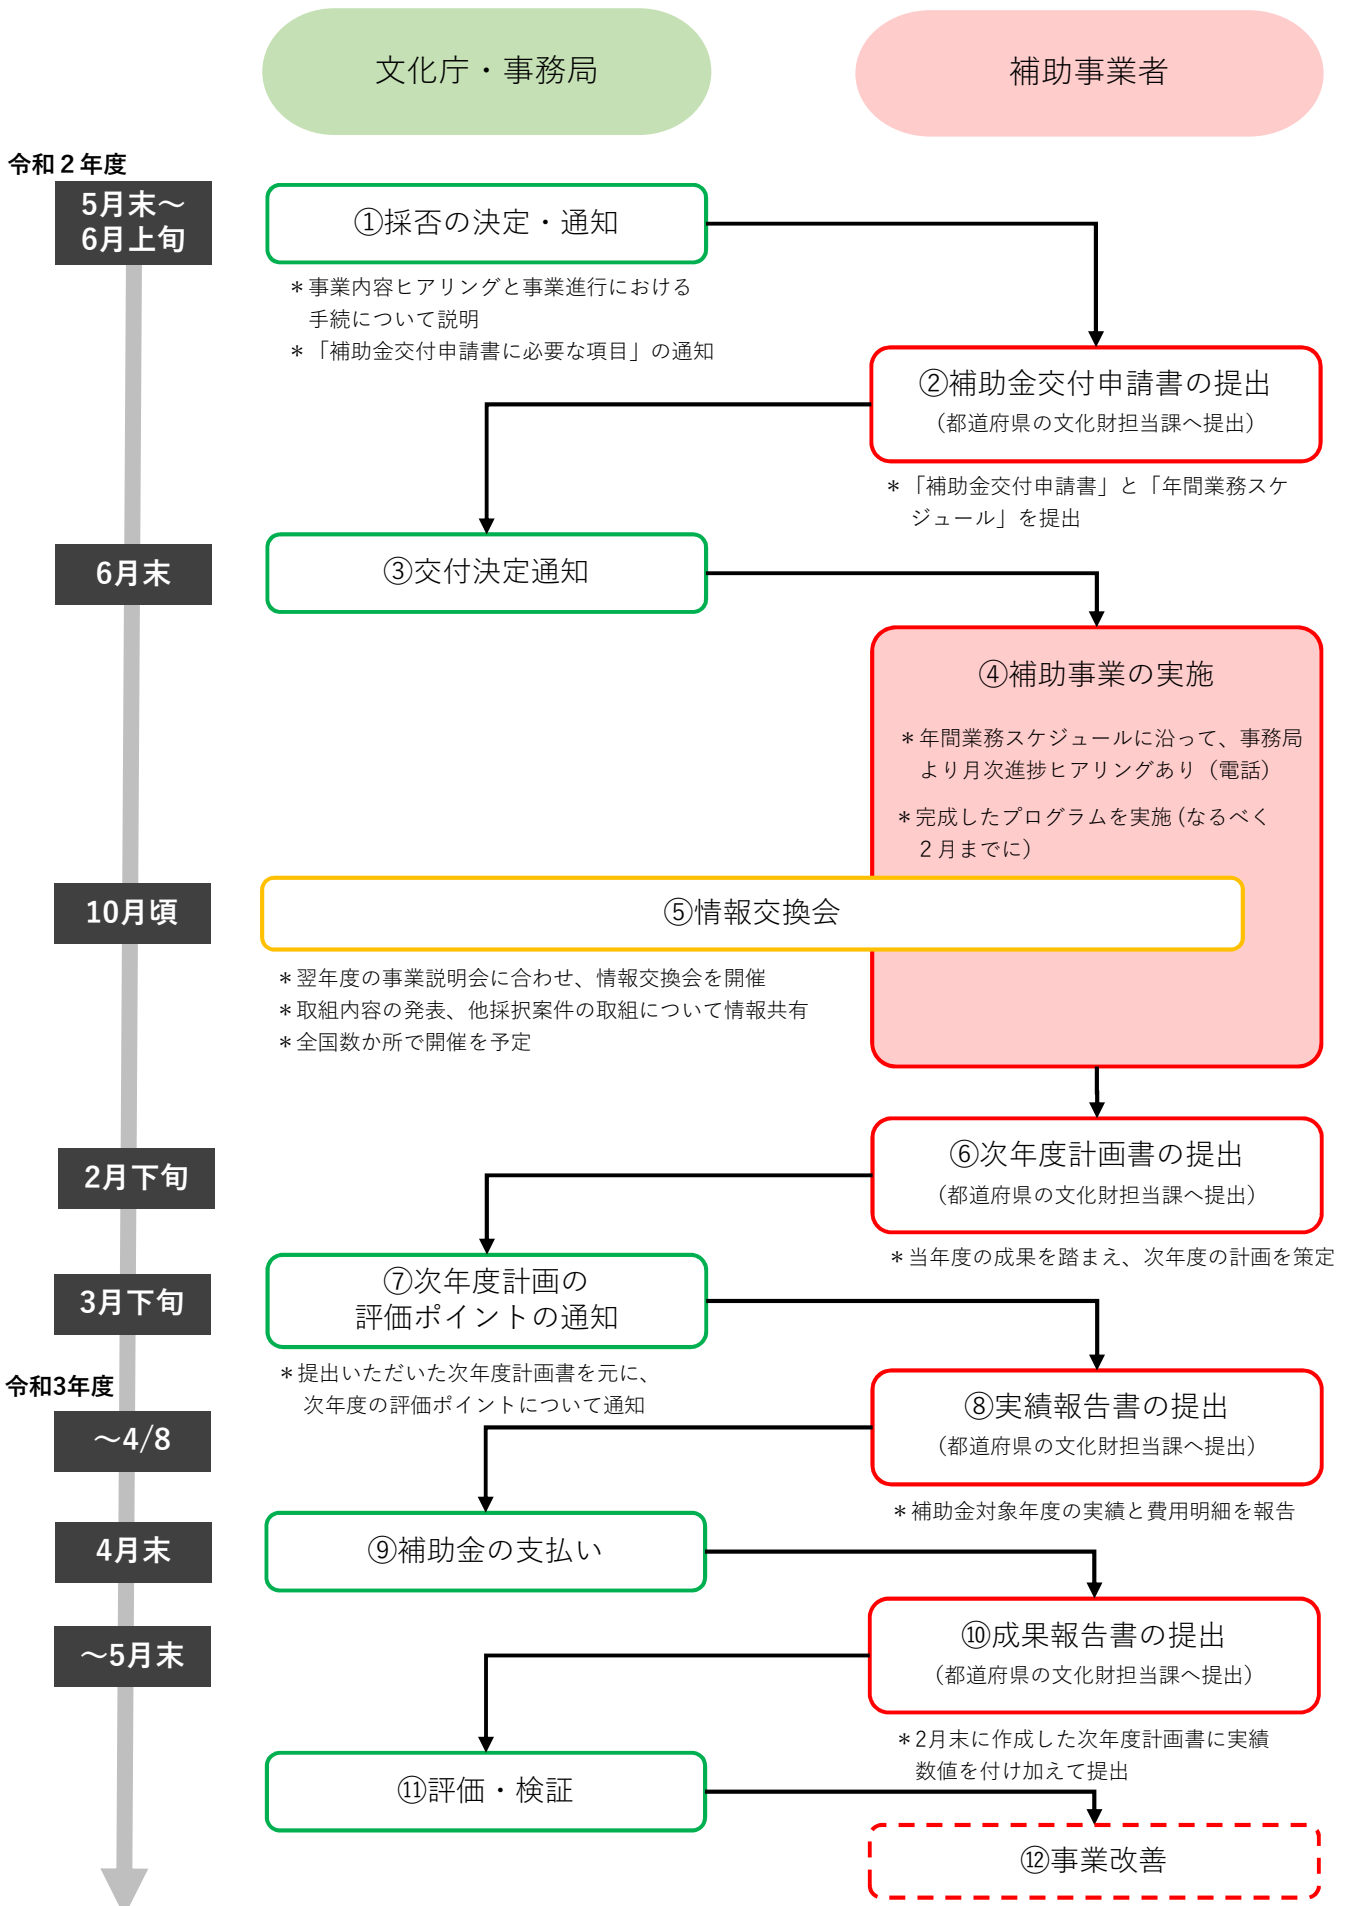 文化庁・事務局
補助事業者
令和２年度
5月末～
6月上旬
①採否の決定・通知
＊事業内容ヒアリングと事業進行における
手続について説明
＊「補助金交付申請書に必要な項目」の通知
②補助金交付申請書の提出
（都道府県の文化財担当課へ提出）
＊「補助金交付申請書」と「年間業務スケ
ジュール」を提出
6月末
③交付決定通知
④補助事業の実施
＊年間業務スケジュールに沿って、事務局
より月次進捗ヒアリングあり（電話）
＊完成したプログラムを実施(なるべく
２月までに）
10月頃
⑤情報交換会
＊翌年度の事業説明会に合わせ、情報交換会を開催
＊取組内容の発表、他採択案件の取組について情報共有
＊全国数か所で開催を予定
2月下旬
⑥次年度計画書の提出
（都道府県の文化財担当課へ提出）
＊当年度の成果を踏まえ、次年度の計画を策定
3月下旬
⑦次年度計画の
評価ポイントの通知
＊提出いただいた次年度計画書を元に、
次年度の評価ポイントについて通知
令和3年度
～4/8
⑧実績報告書の提出
（都道府県の文化財担当課へ提出）
＊補助金対象年度の実績と費用明細を報告
4月末
⑨補助金の支払い
～5月末
⑩成果報告書の提出
（都道府県の文化財担当課へ提出）
＊2月末に作成した次年度計画書に実績
数値を付け加えて提出
⑪評価・検証
⑫事業改善